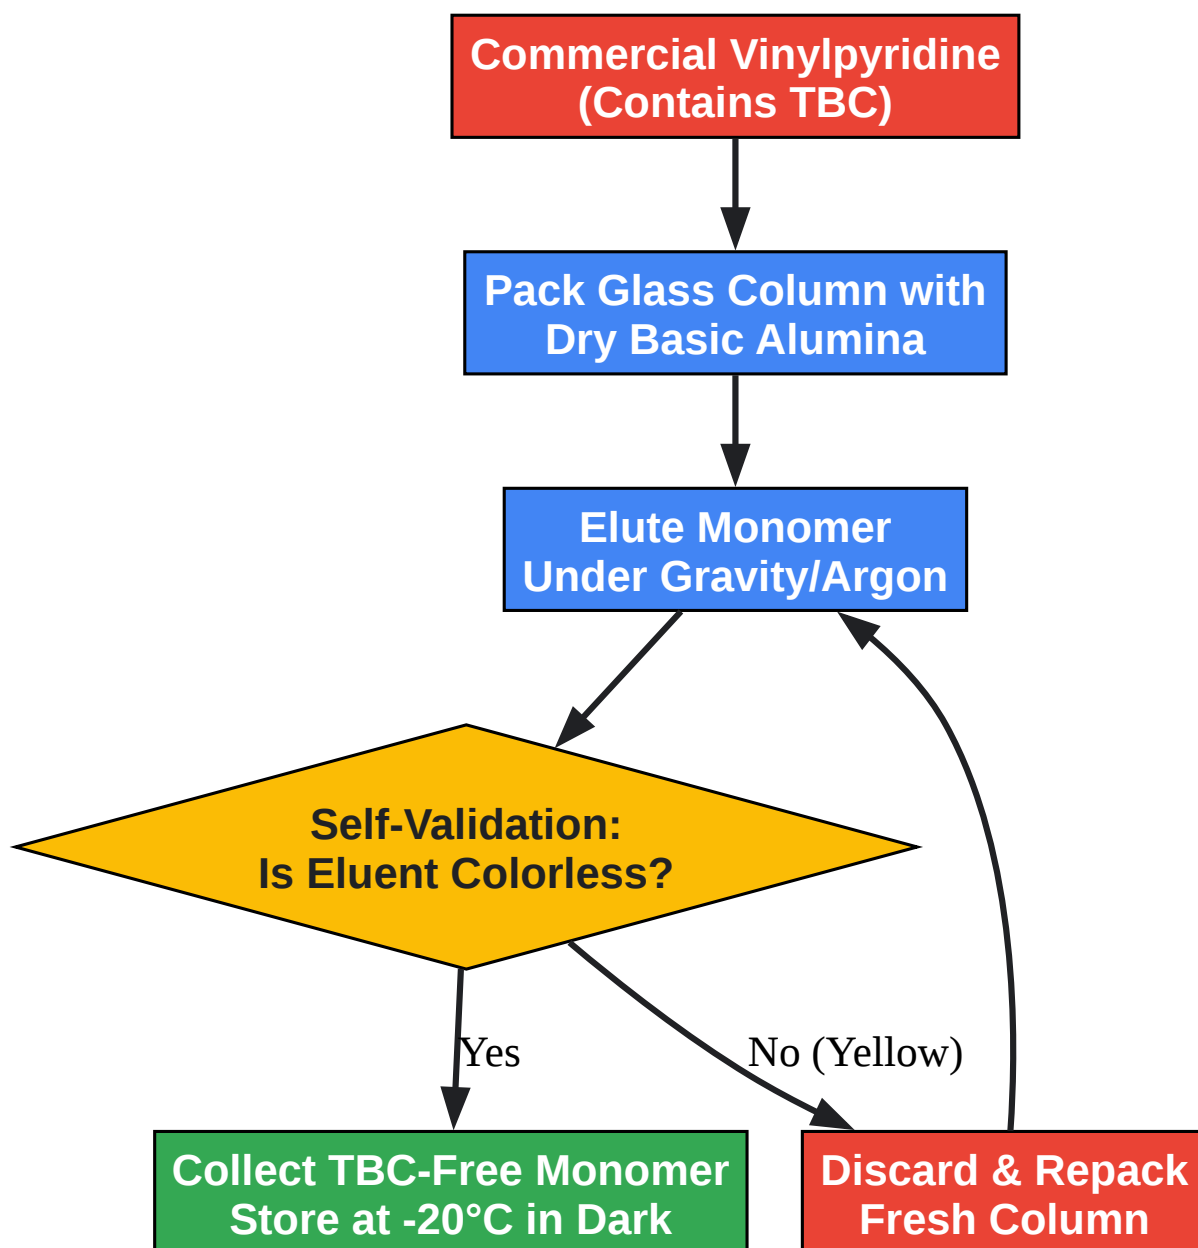 Commercial Vinylpyridine
(Contains TBC)
Pack Glass Column with
Dry Basic Alumina
Elute Monomer
Under Gravity/Argon
Self-Validation:
Is Eluent Colorless?
Yes
No (Yellow)
Collect TBC-Free Monomer
Store at -20°C in Dark
Discard & Repack
Fresh Column